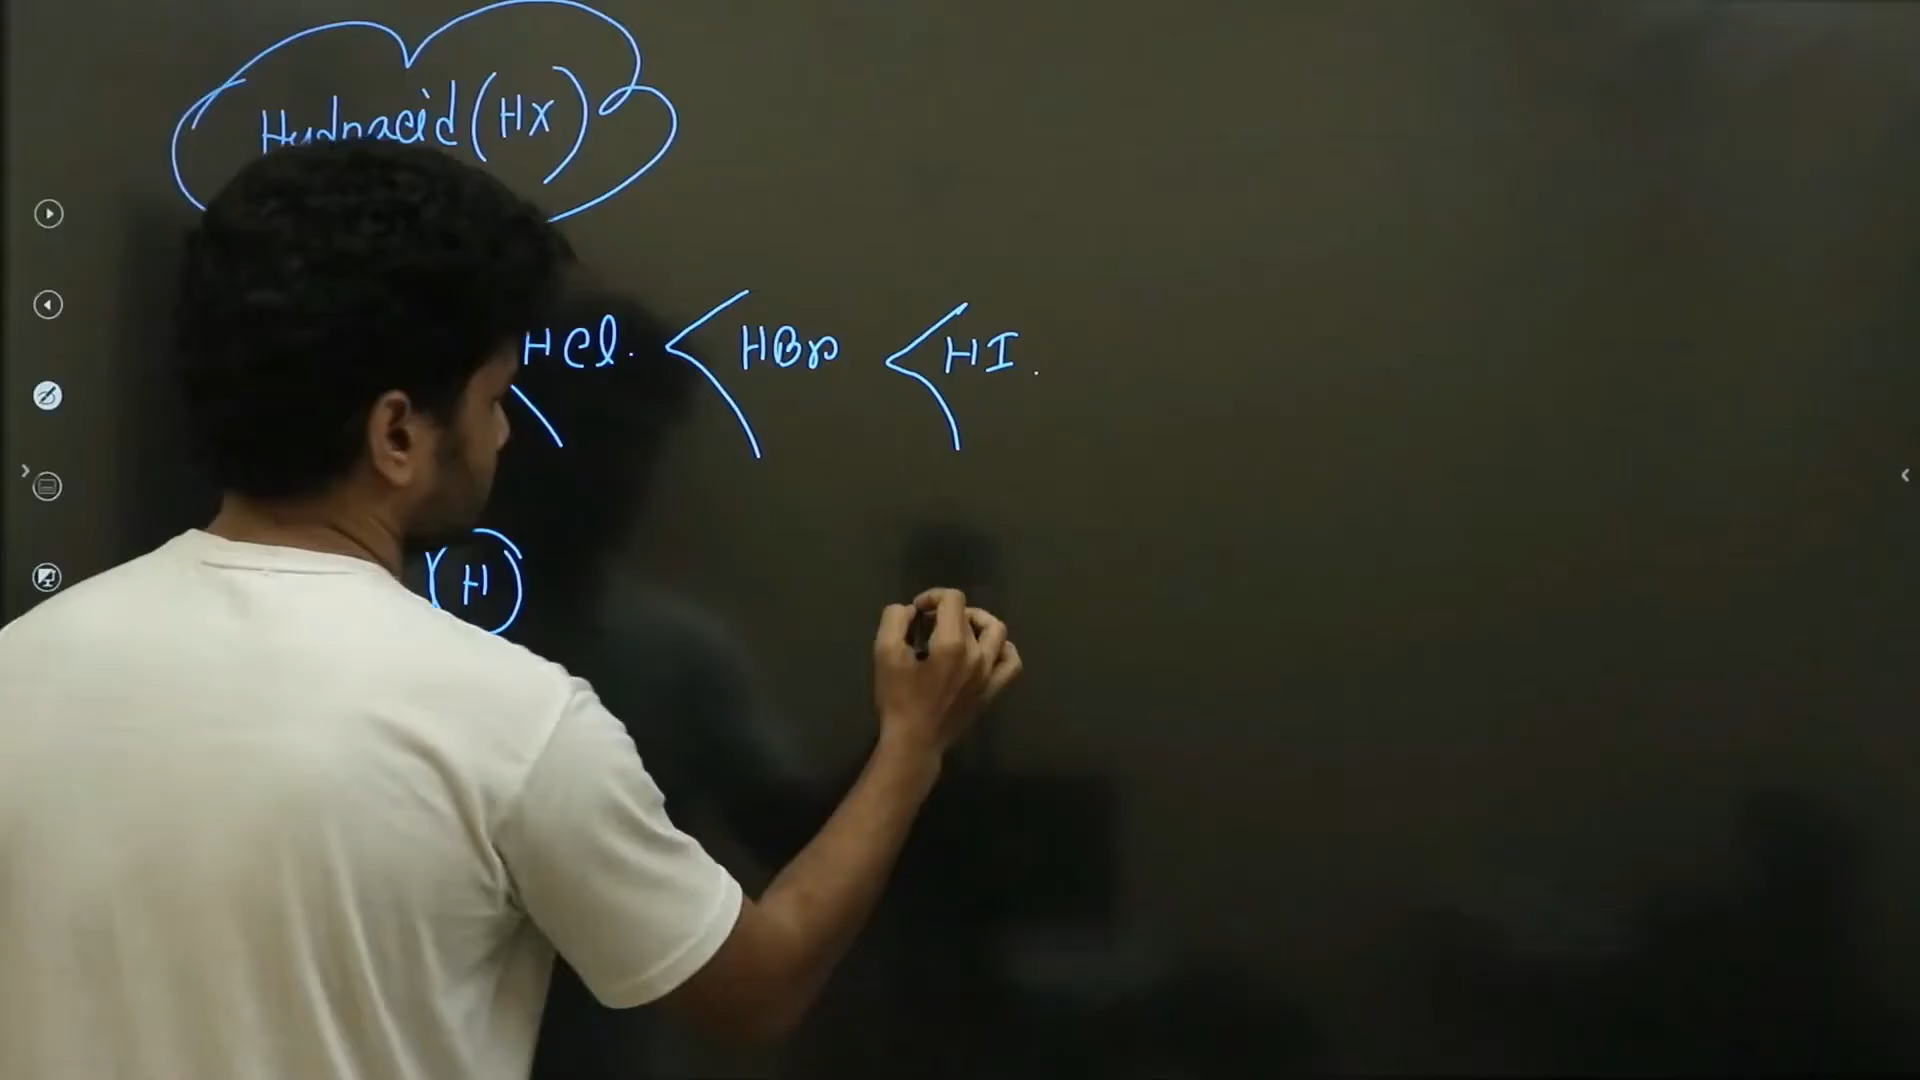 Hydracid (HX)
HCl. < HBr < HI.
(H)